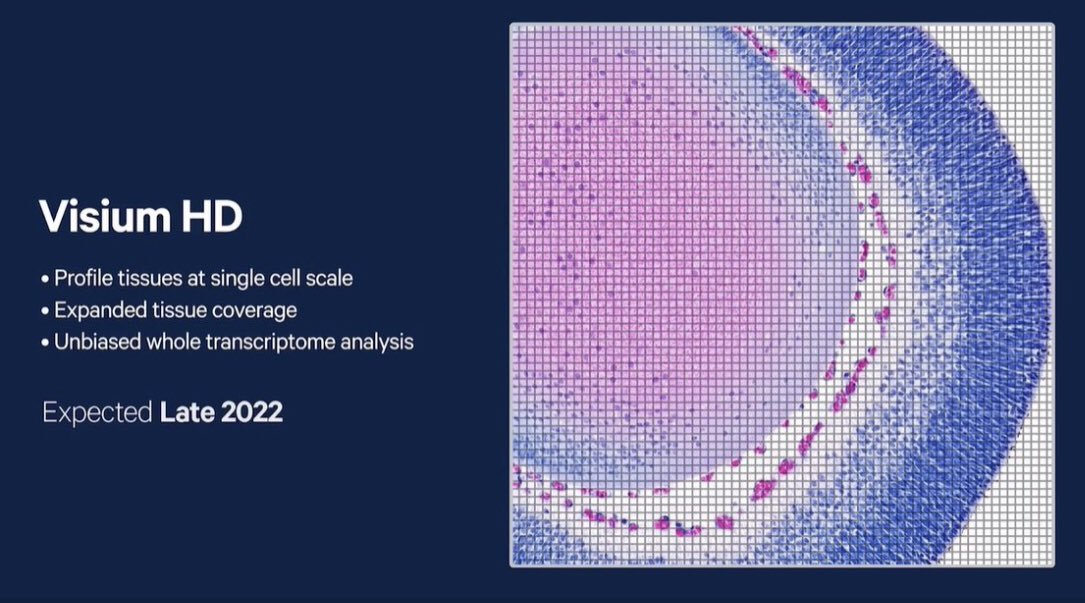 Visium HD
• Profile tissues at single cell scale
• Expanded tissue coverage
• Unbiased whole transcriptome analysis
Expected Late 2022